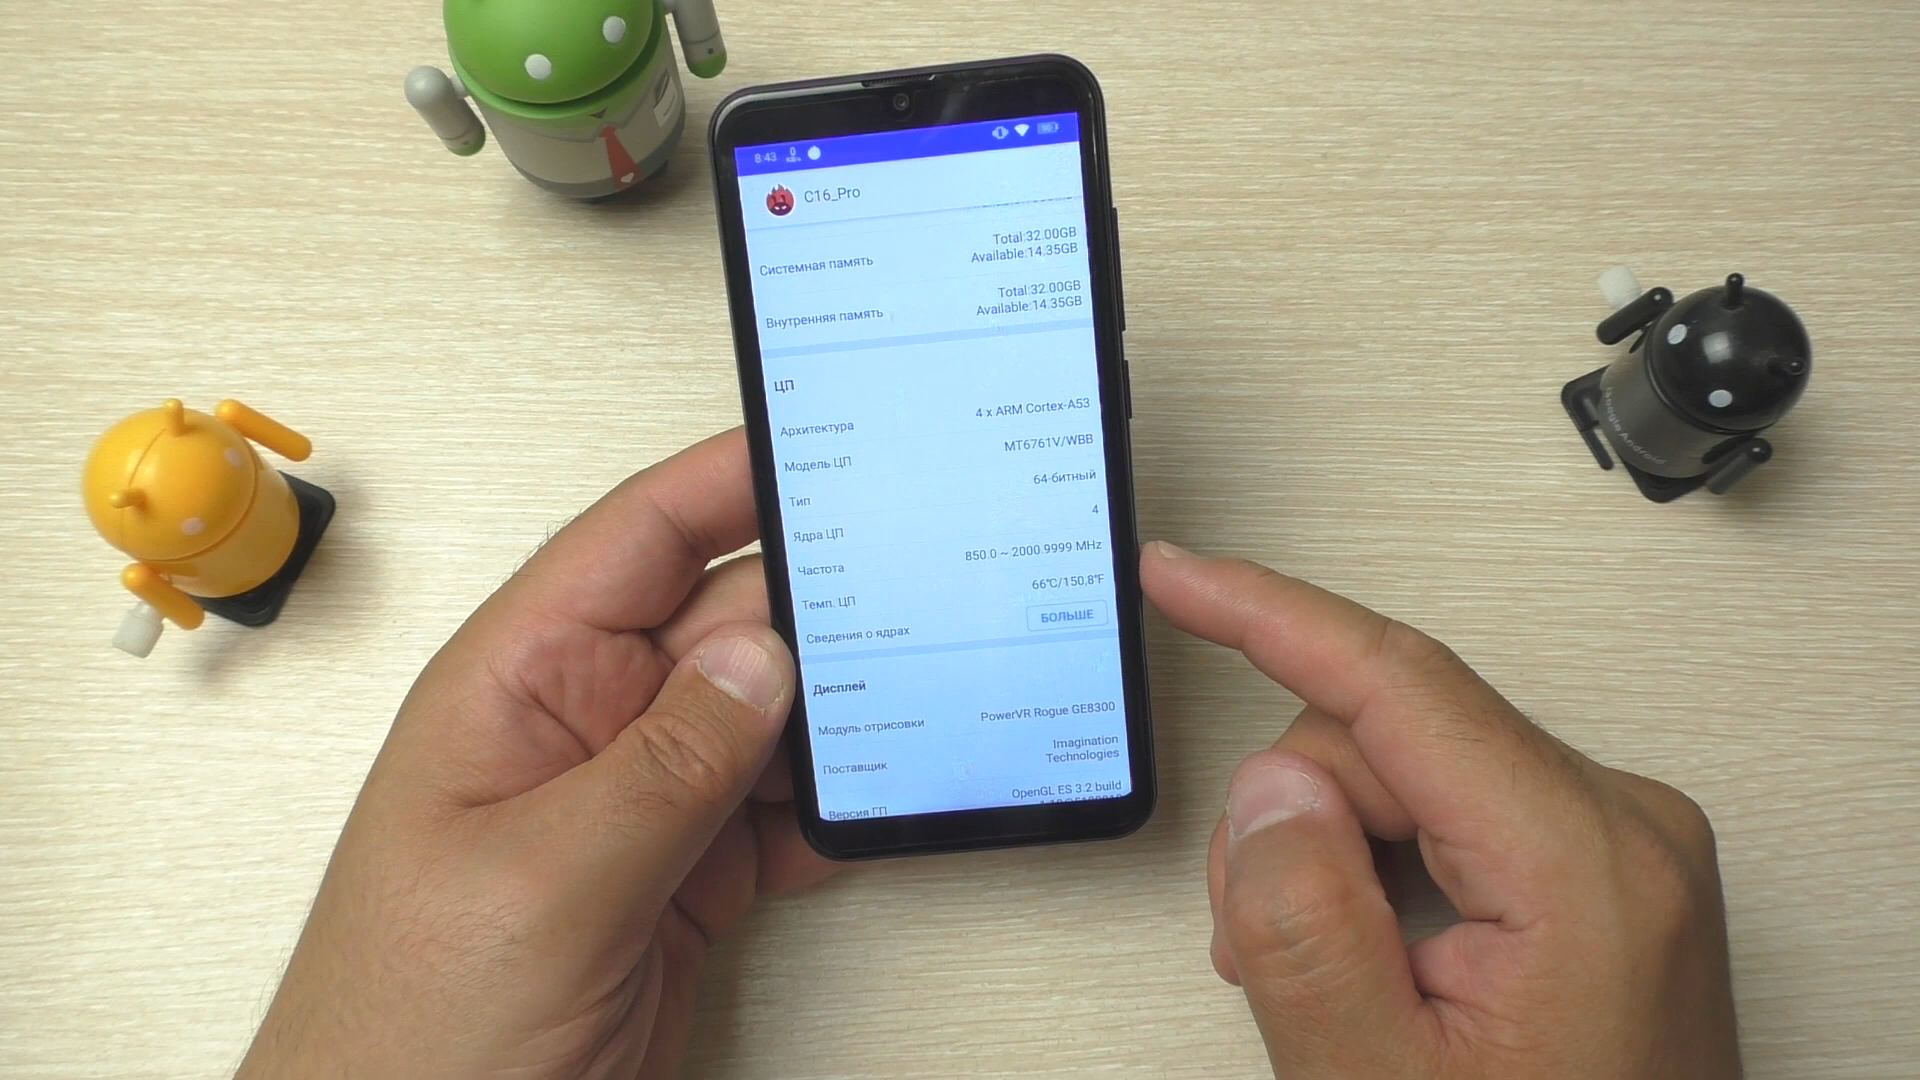 8:43
0
KB/s
C16_Pro
Системная память
Total:32.00GB
Available:14.35GB
Внутренняя память
Total:32.00GB
Available:14.35GB
ЦП
Архитектура
4 x ARM Cortex-A53
Модель ЦП
MT6761V/WBB
Тип
64-битный
Ядра ЦП
4
Частота
850.0 ~ 2000.9999 MHz
Темп. ЦП
66℃/150,8℉
Сведения о ядрах
БОЛЬШЕ
Дисплей
Модуль отрисовки
PowerVR Rogue GE8300
Поставщик
Imagination
Technologies
Версия ГП
OpenGL ES 3.2 build